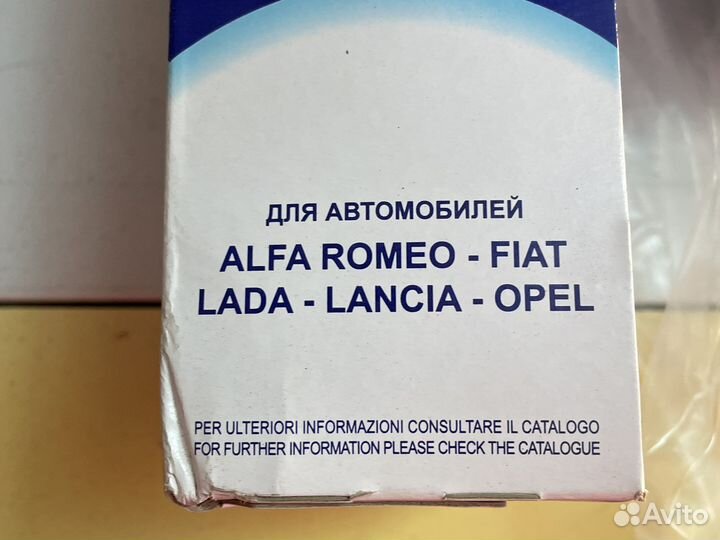 ДЛЯ АВТОМОБИЛЕЙ
ALFA ROMEO - FIAT
LADA - LANCIA - OPEL
PER ULTERIORI INFORMAZIONI CONSULTARE IL CATALOGO
FOR FURTHER INFORMATION PLEASE CHECK THE CATALOGUE
Avito